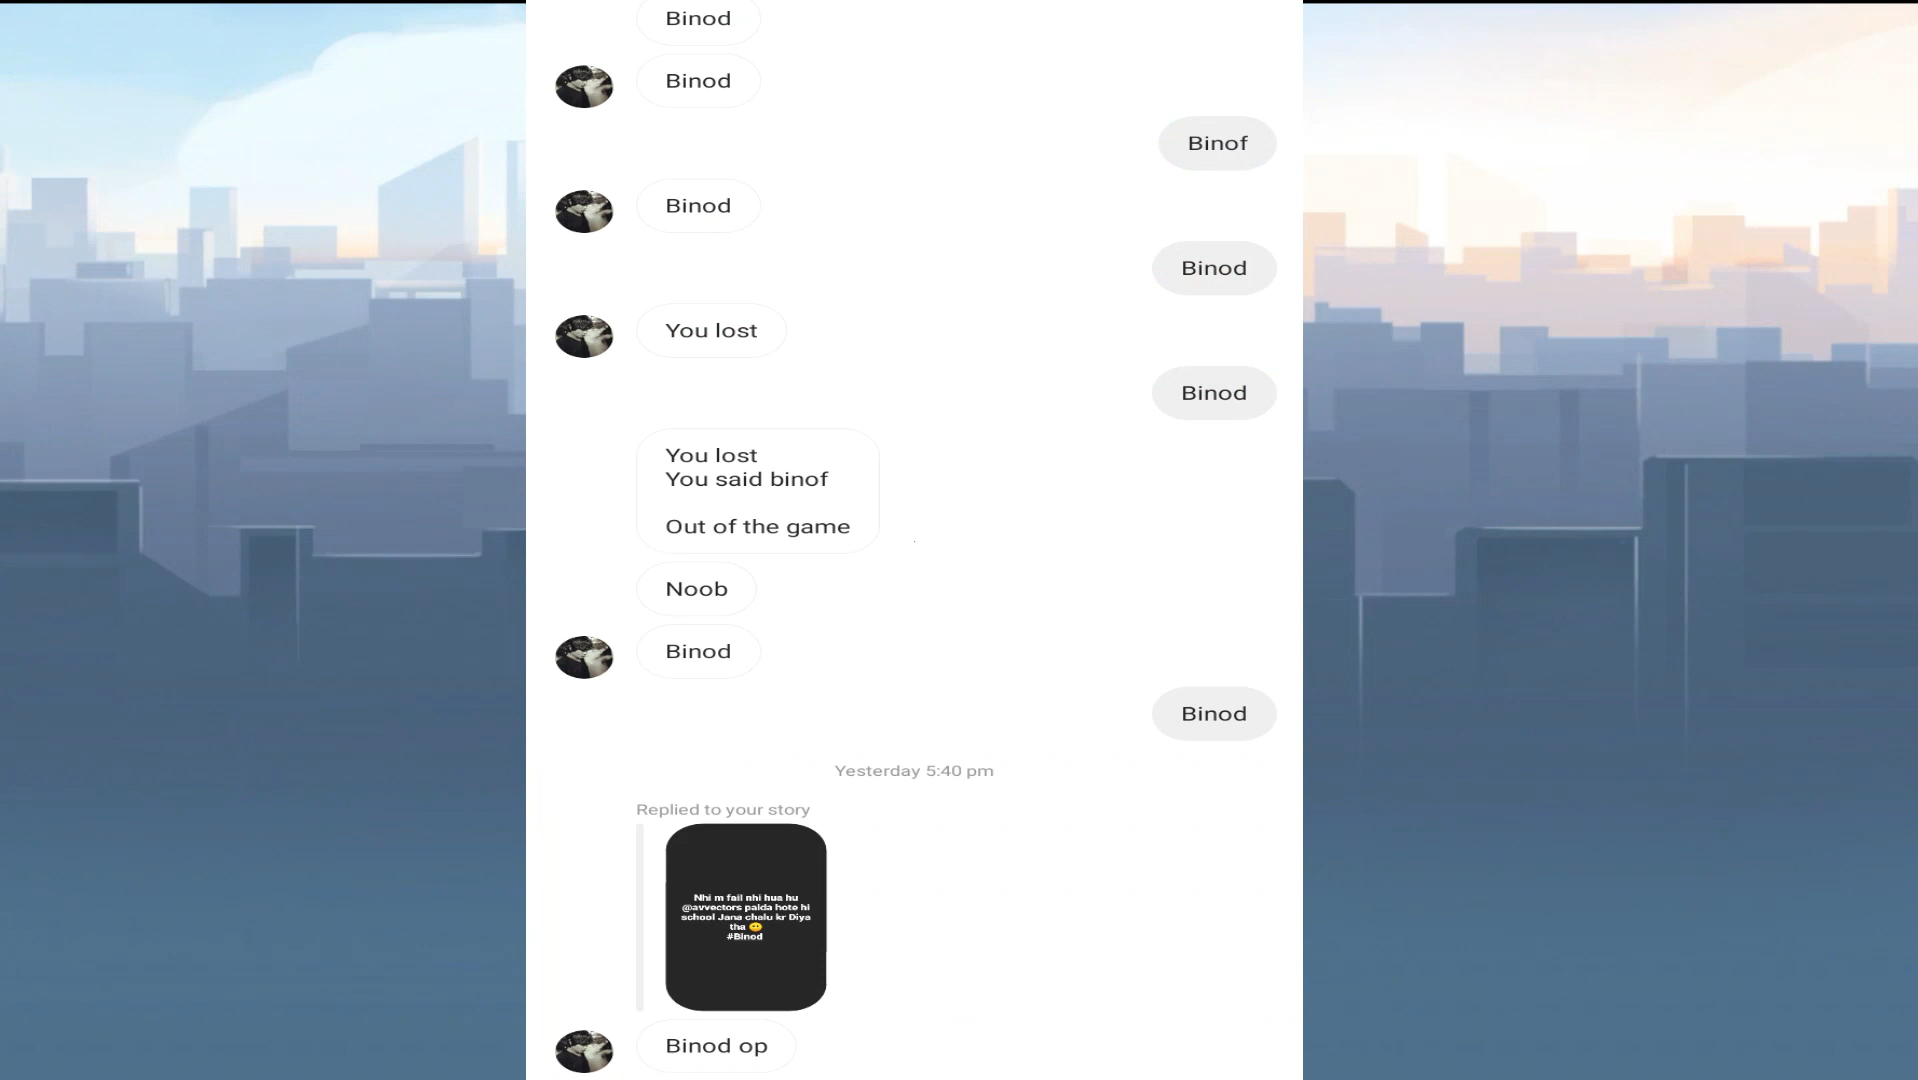 Binod
Binod
Binof
Binod
Binod
You lost
Binod
You lost
You said binof
Out of the game
Noob
Binod
Binod
Yesterday 5:40 pm
Replied to your story
Nhi m fail nhi hua hu
@avvectors paida hote hi
school Jana chalu kr Diya
tha 😶
#Binod
Binod op